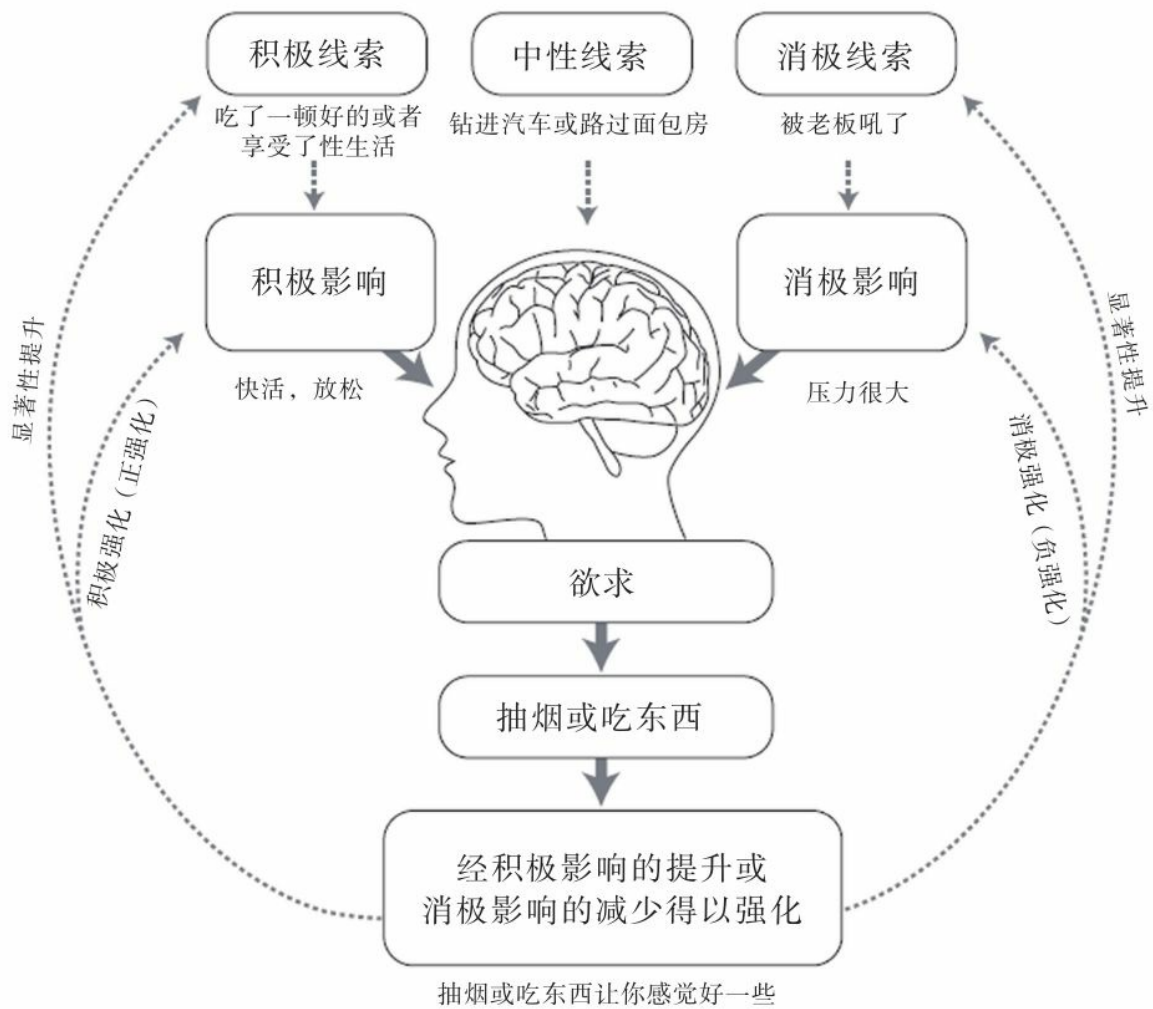 积极线索
中性线索
消极线索
吃了一顿好的或者
享受了性生活
钻进汽车或路过面包房
被老板吼了
积极影响
消极影响
快活，放松
压力很大
显著性提升
积极强化（正强化）
消极强化（负强化）
显著性提升
欲求
抽烟或吃东西
经积极影响的提升或
消极影响的减少得以强化
抽烟或吃东西让你感觉好一些